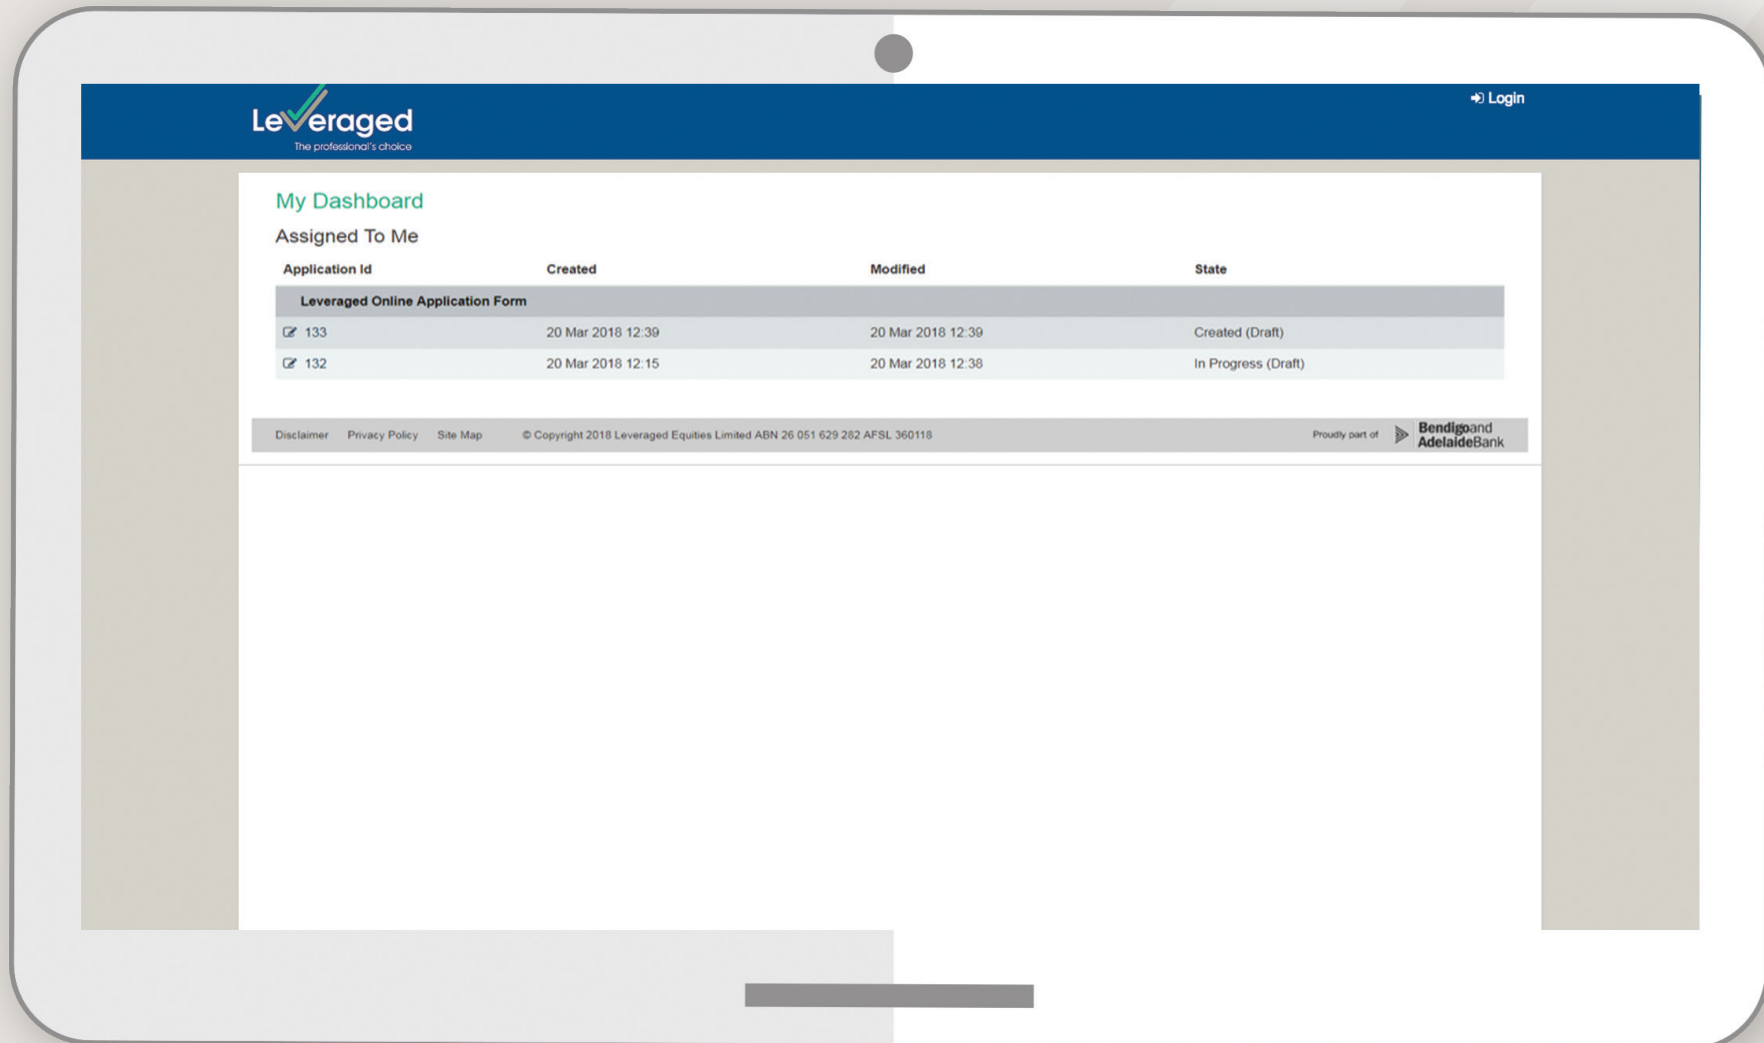 Login
Leveraged
The professional's choice
My Dashboard
Assigned To Me
Application Id Created Modified State
Leveraged Online Application Form
133 20 Mar 2018 12:39 20 Mar 2018 12:39 Created (Draft)
132 20 Mar 2018 12:15 20 Mar 2018 12:38 In Progress (Draft)
Disclaimer Privacy Policy Site Map © Copyright 2018 Leveraged Equities Limited ABN 26 051 629 282 AFSL 360118 Proudly part of Bendigoand
AdelaideBank